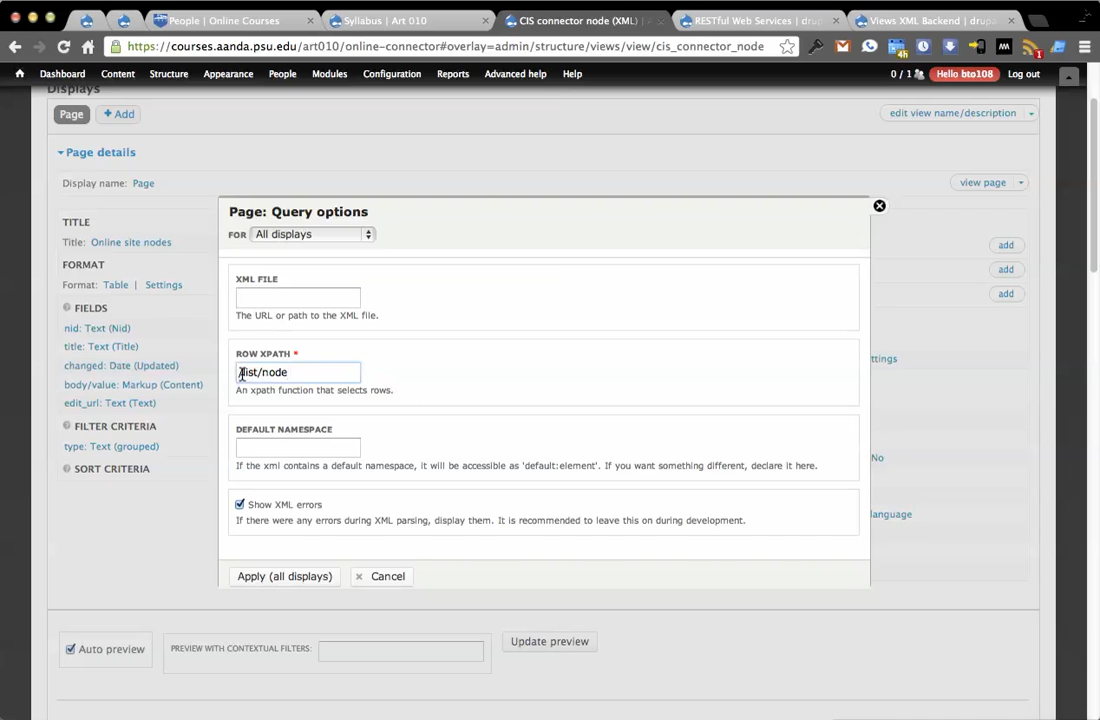 People | Online Courses
Syllabus | Art 010
CIS connector node (XML) |
RESTful Web Services | drup
Views XML Backend | drupa
https://courses.aanda.psu.edu/art010/online-connector#overlay=admin/structure/views/view/cis_connector_node
4h
1
Dashboard Content Structure Appearance People Modules Configuration Reports Advanced help Help
0 / 1 Hello bto108 Log out
Displays
Page + Add
edit view name/description
Page details
Display name: Page
view page
TITLE
Title: Online site nodes
FORMAT
Format: Table | Settings
FIELDS
nid: Text (Nid)
title: Text (Title)
changed: Date (Updated)
body/value: Markup (Content)
edit_url: Text (Text)
FILTER CRITERIA
type: Text (grouped)
SORT CRITERIA
add
add
add
ttings
No
language
Page: Query options
FOR All displays
XML FILE
The URL or path to the XML file.
ROW XPATH *
/list/node
An xpath function that selects rows.
DEFAULT NAMESPACE
If the xml contains a default namespace, it will be accessible as 'default:element'. If you want something different, declare it here.
Show XML errors
If there were any errors during XML parsing, display them. It is recommended to leave this on during development.
Apply (all displays) Cancel
Auto preview
PREVIEW WITH CONTEXTUAL FILTERS:
Update preview